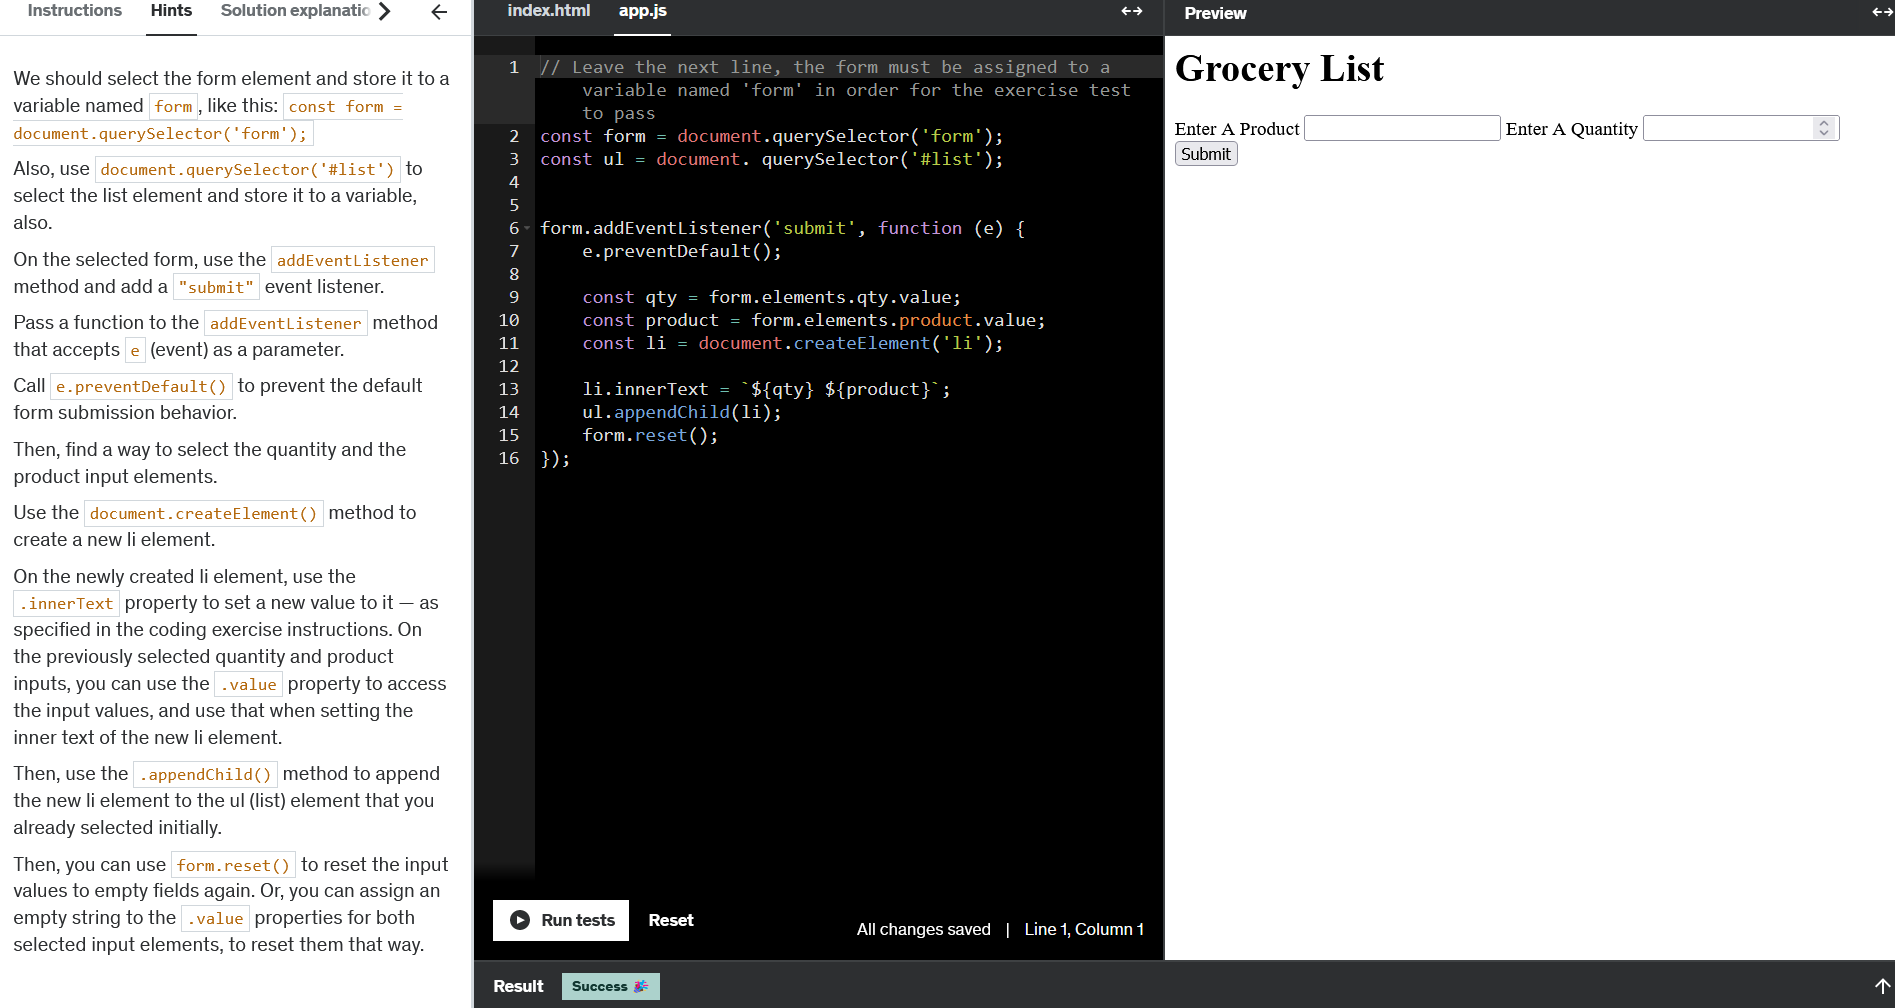 Instructions Hints Solution explanatio
We should select the form element and store it to a
variable named form, like this: const form =
document.querySelector('form');
Also, use document.querySelector('#list') to
select the list element and store it to a variable,
also.
On the selected form, use the addEventListener
method and add a "submit" event listener.
Pass a function to the addEventListener method
that accepts e (event) as a parameter.
Call e.preventDefault() to prevent the default
form submission behavior.
Then, find a way to select the quantity and the
product input elements.
Use the document.createElement() method to
create a new li element.
On the newly created li element, use the
.innerText property to set a new value to it — as
specified in the coding exercise instructions. On
the previously selected quantity and product
inputs, you can use the .value property to access
the input values, and use that when setting the
inner text of the new li element.
Then, use the .appendChild() method to append
the new li element to the ul (list) element that you
already selected initially.
Then, you can use form.reset() to reset the input
values to empty fields again. Or, you can assign an
empty string to the .value properties for both
selected input elements, to reset them that way.
index.html app.js
1 // Leave the next line, the form must be assigned to a
variable named 'form' in order for the exercise test
to pass
2 const form = document.querySelector('form');
3 const ul = document. querySelector('#list');
4
5
6 form.addEventListener('submit', function (e) {
7 e.preventDefault();
8
9 const qty = form.elements.qty.value;
10 const product = form.elements.product.value;
11 const li = document.createElement('li');
12
13 li.innerText = `${qty} ${product}`;
14 ul.appendChild(li);
15 form.reset();
16 });
Run tests Reset All changes saved | Line 1, Column 1
Result Success 🎉
Preview
Grocery List
Enter A Product Enter A Quantity
Submit